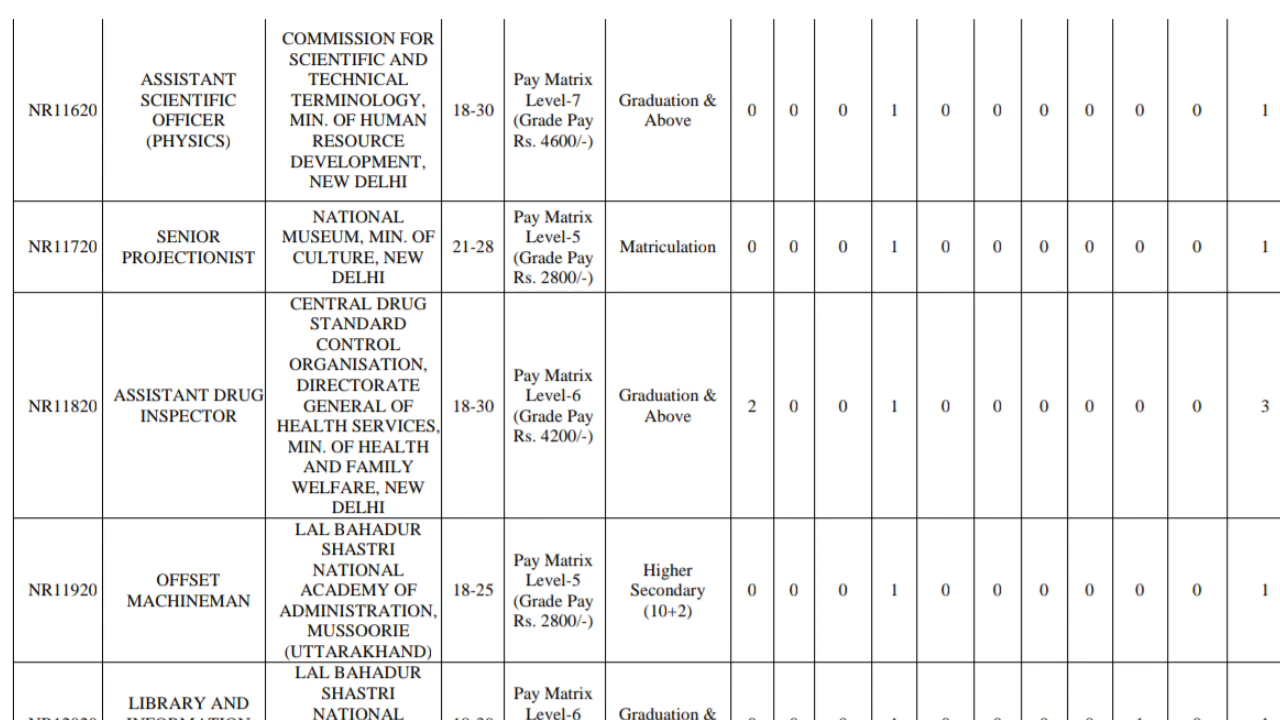 NR11620
ASSISTANT
SCIENTIFIC
OFFICER
(PHYSICS)
COMMISSION FOR
SCIENTIFIC AND
TECHNICAL
TERMINOLOGY,
MIN. OF HUMAN
RESOURCE
DEVELOPMENT,
NEW DELHI
18-30
Pay Matrix
Level-7
(Grade Pay
Rs. 4600/-)
Graduation &
Above
0 0 0 1 0 0 0 0 0 0 1
NR11720
SENIOR
PROJECTIONIST
NATIONAL
MUSEUM, MIN. OF
CULTURE, NEW
DELHI
21-28
Pay Matrix
Level-5
(Grade Pay
Rs. 2800/-)
Matriculation
0 0 0 1 0 0 0 0 0 0 1
NR11820
ASSISTANT DRUG
INSPECTOR
CENTRAL DRUG
STANDARD
CONTROL
ORGANISATION,
DIRECTORATE
GENERAL OF
HEALTH SERVICES,
MIN. OF HEALTH
AND FAMILY
WELFARE, NEW
DELHI
18-30
Pay Matrix
Level-6
(Grade Pay
Rs. 4200/-)
Graduation &
Above
2 0 0 1 0 0 0 0 0 0 3
NR11920
OFFSET
MACHINEMAN
LAL BAHADUR
SHASTRI
NATIONAL
ACADEMY OF
ADMINISTRATION,
MUSSOORIE
(UTTARAKHAND)
18-25
Pay Matrix
Level-5
(Grade Pay
Rs. 2800/-)
Higher
Secondary
(10+2)
0 0 0 1 0 0 0 0 0 0 1
LIBRARY AND
LAL BAHADUR
SHASTRI
NATIONAL
Pay Matrix
Level-6
Graduation &